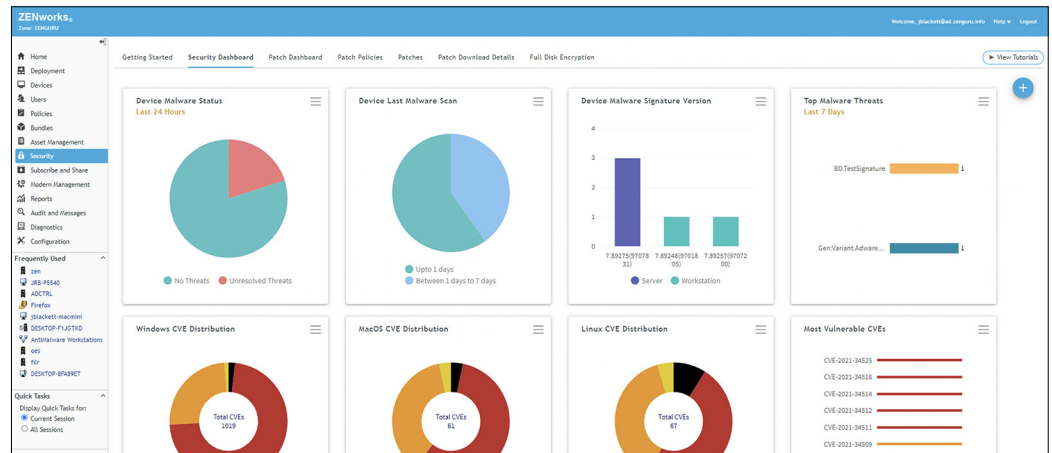 ZENworks®
Zone: ZENGURU
Welcome, jblackett@ad.zenguru.info Help Logout
Home
Deployment
Devices
Users
Policies
Bundles
Asset Management
Security
Subscribe and Share
Modern Management
Reports
Audit and Messages
Diagnostics
Configuration
Frequently Used
zen
JRB-P5540
ADCTRL
Firefox
jblackett-macmini
DESKTOP-F1JGTKD
AntiMalware Workstations
oes
filr
DESKTOP-8FA89ET
Quick Tasks
Display Quick Tasks for:
Current Session
All Sessions
Getting Started Security Dashboard Patch Dashboard Patch Policies Patches Patch Download Details Full Disk Encryption
View Tutorials
+
Device Malware Status
Last 24 Hours
No Threats Unresolved Threats
Device Last Malware Scan
Upto 1 days
Between 1 days to 7 days
Device Malware Signature Version
4
3
2
1
0
7.89275(97078 7.89246(97018 7.89257(97072
31) 05) 00)
Server Workstation
Top Malware Threats
Last 7 Days
BD.TestSignature 1
Gen:Variant.Adware.... 1
Windows CVE Distribution
Total CVEs
1019
MacOS CVE Distribution
Total CVEs
61
Linux CVE Distribution
Total CVEs
67
Most Vulnerable CVEs
CVE-2021-34525
CVE-2021-34516
CVE-2021-34514
CVE-2021-34512
CVE-2021-34511
CVE-2021-34509